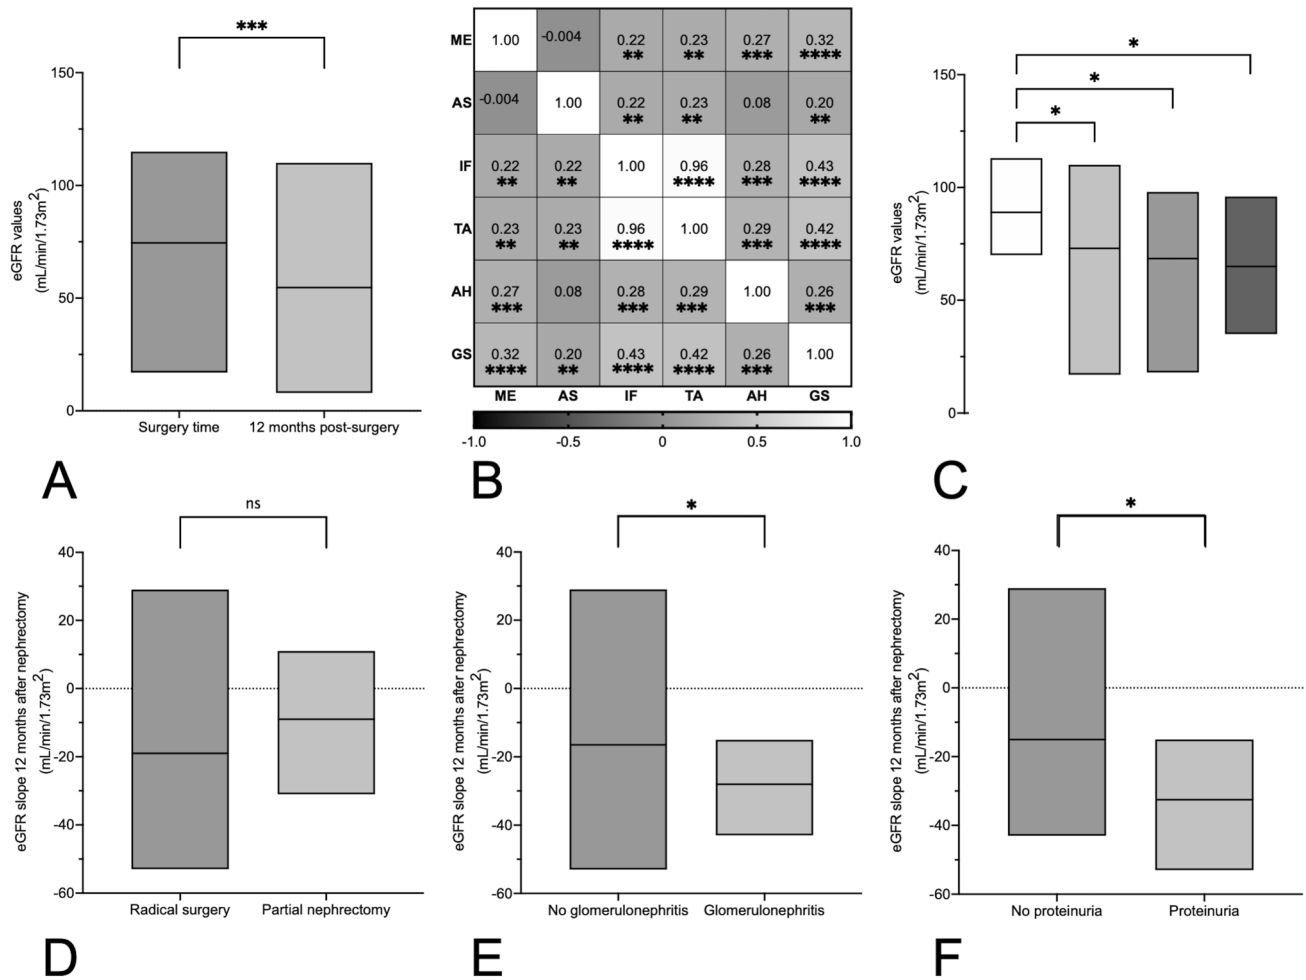 ***
150
100
50
0
eGFR values
(mL/min/1.73m2)
Surgery time
12 months post-surgery
A
ME 1.00 -0.004 0.22 0.23 0.27 0.32
** ** *** ****
AS -0.004 1.00 0.22 0.23 0.08 0.20
** ** **
IF 0.22 0.22 1.00 0.96 0.28 0.43
** ** **** *** ****
TA 0.23 0.23 0.96 1.00 0.29 0.42
** ** **** *** ****
AH 0.27 0.08 0.28 0.29 1.00 0.26
*** *** *** ***
GS 0.32 0.20 0.43 0.42 0.26 1.00
**** ** **** **** ***
ME AS IF TA AH GS
-1.0 -0.5 0 0.5 1.0
B
*
*
*
150
100
50
0
eGFR values
(mL/min/1.73m2)
C
ns
40
20
0
-20
-40
-60
eGFR slope 12 months after nephrectomy
(mL/min/1.73m2)
Radical surgery
Partial nephrectomy
D
*
40
20
0
-20
-40
-60
eGFR slope 12 months after nephrectomy
(mL/min/1.73m2)
No glomerulonephritis
Glomerulonephritis
E
*
40
20
0
-20
-40
-60
eGFR slope 12 months after nephrectomy
(mL/min/1.73m2)
No proteinuria
Proteinuria
F